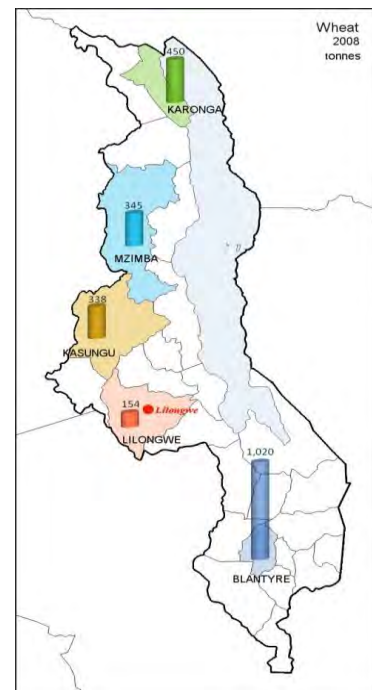 Wheat
2008
tonnes
450
KARONGA
345
MZIMBA
338
KASUNGU
154
Lilongwe
LILONGWE
1,020
BLANTYRE